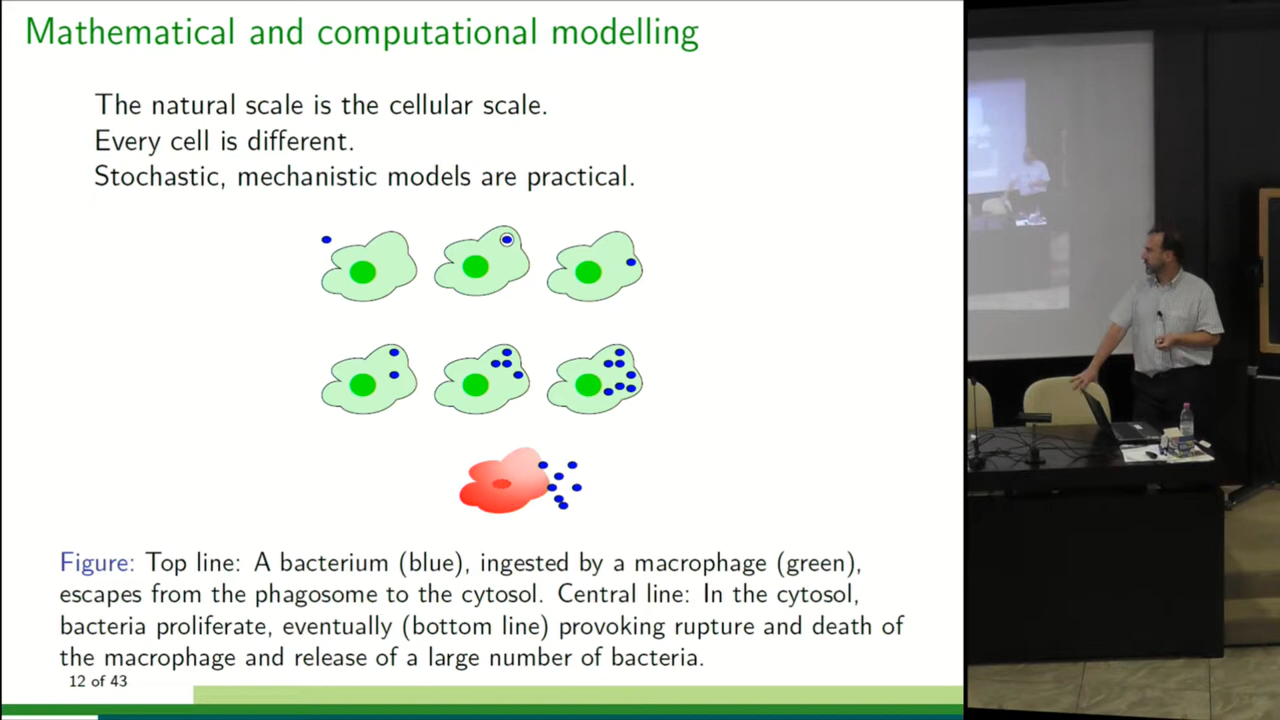 Mathematical and computational modelling
The natural scale is the cellular scale.
Every cell is different.
Stochastic, mechanistic models are practical.
Figure: Top line: A bacterium (blue), ingested by a macrophage (green),
escapes from the phagosome to the cytosol. Central line: In the cytosol,
bacteria proliferate, eventually (bottom line) provoking rupture and death of
the macrophage and release of a large number of bacteria.
12 of 43